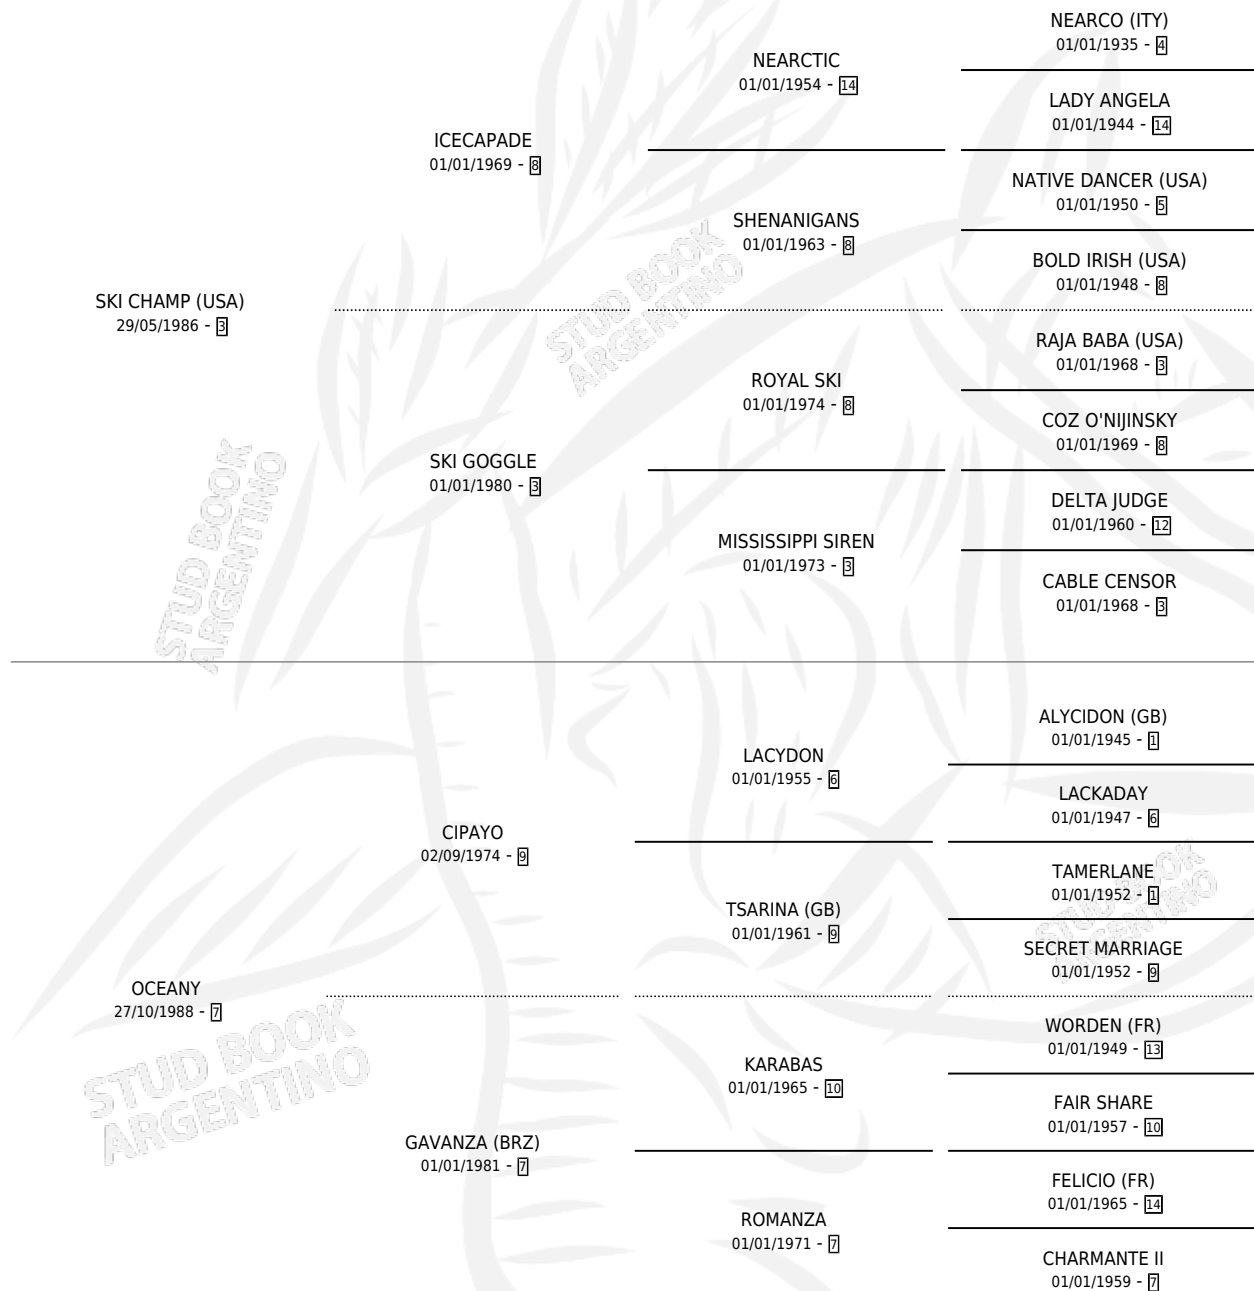 NEARCO (ITY)
01/01/1935 - 4
NEARCTIC
01/01/1954 - 14
LADY ANGELA
01/01/1944 - 14
ICECAPADE
01/01/1969 - 8
NATIVE DANCER (USA)
01/01/1950 - 5
SHENANIGANS
01/01/1963 - 8
BOLD IRISH (USA)
01/01/1948 - 8
SKI CHAMP (USA)
29/05/1986 - 3
RAJA BABA (USA)
01/01/1968 - 3
ROYAL SKI
01/01/1974 - 8
COZ O'NIJINSKY
01/01/1969 - 8
SKI GOGGLE
01/01/1980 - 3
DELTA JUDGE
01/01/1960 - 12
MISSISSIPPI SIREN
01/01/1973 - 3
CABLE CENSOR
01/01/1968 - 3
ALYCIDON (GB)
01/01/1945 - 1
LACYDON
01/01/1955 - 6
LACKADAY
01/01/1947 - 6
CIPAYO
02/09/1974 - 9
TAMERLANE
01/01/1952 - 1
TSARINA (GB)
01/01/1961 - 9
SECRET MARRIAGE
01/01/1952 - 9
OCEANY
27/10/1988 - 7
WORDEN (FR)
01/01/1949 - 13
KARABAS
01/01/1965 - 10
FAIR SHARE
01/01/1957 - 10
GAVANZA (BRZ)
01/01/1981 - 7
FELICIO (FR)
01/01/1965 - 14
ROMANZA
01/01/1971 - 7
CHARMANTE II
01/01/1959 - 7
STUD BOOK
ARGENTINO
STUD BOOK
ARGENTINO
STUD BOOK
ARGENTINO
STUD BOOK
ARGENTINO